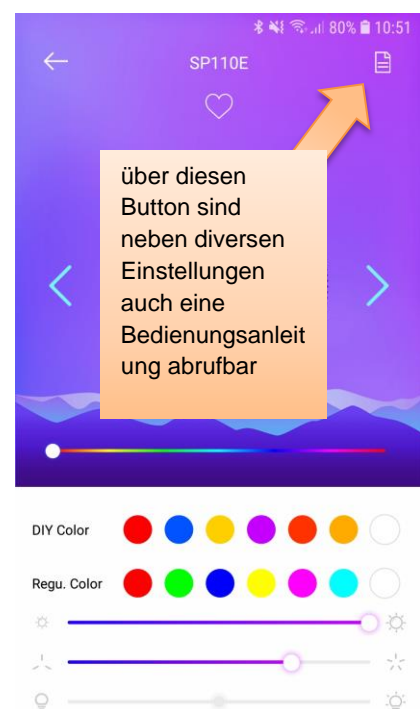 80% 10:51
SP110E
über diesen
Button sind
neben diversen
Einstellungen
auch eine
Bedienungsanleit
ung abrufbar
DIY Color
Regu. Color